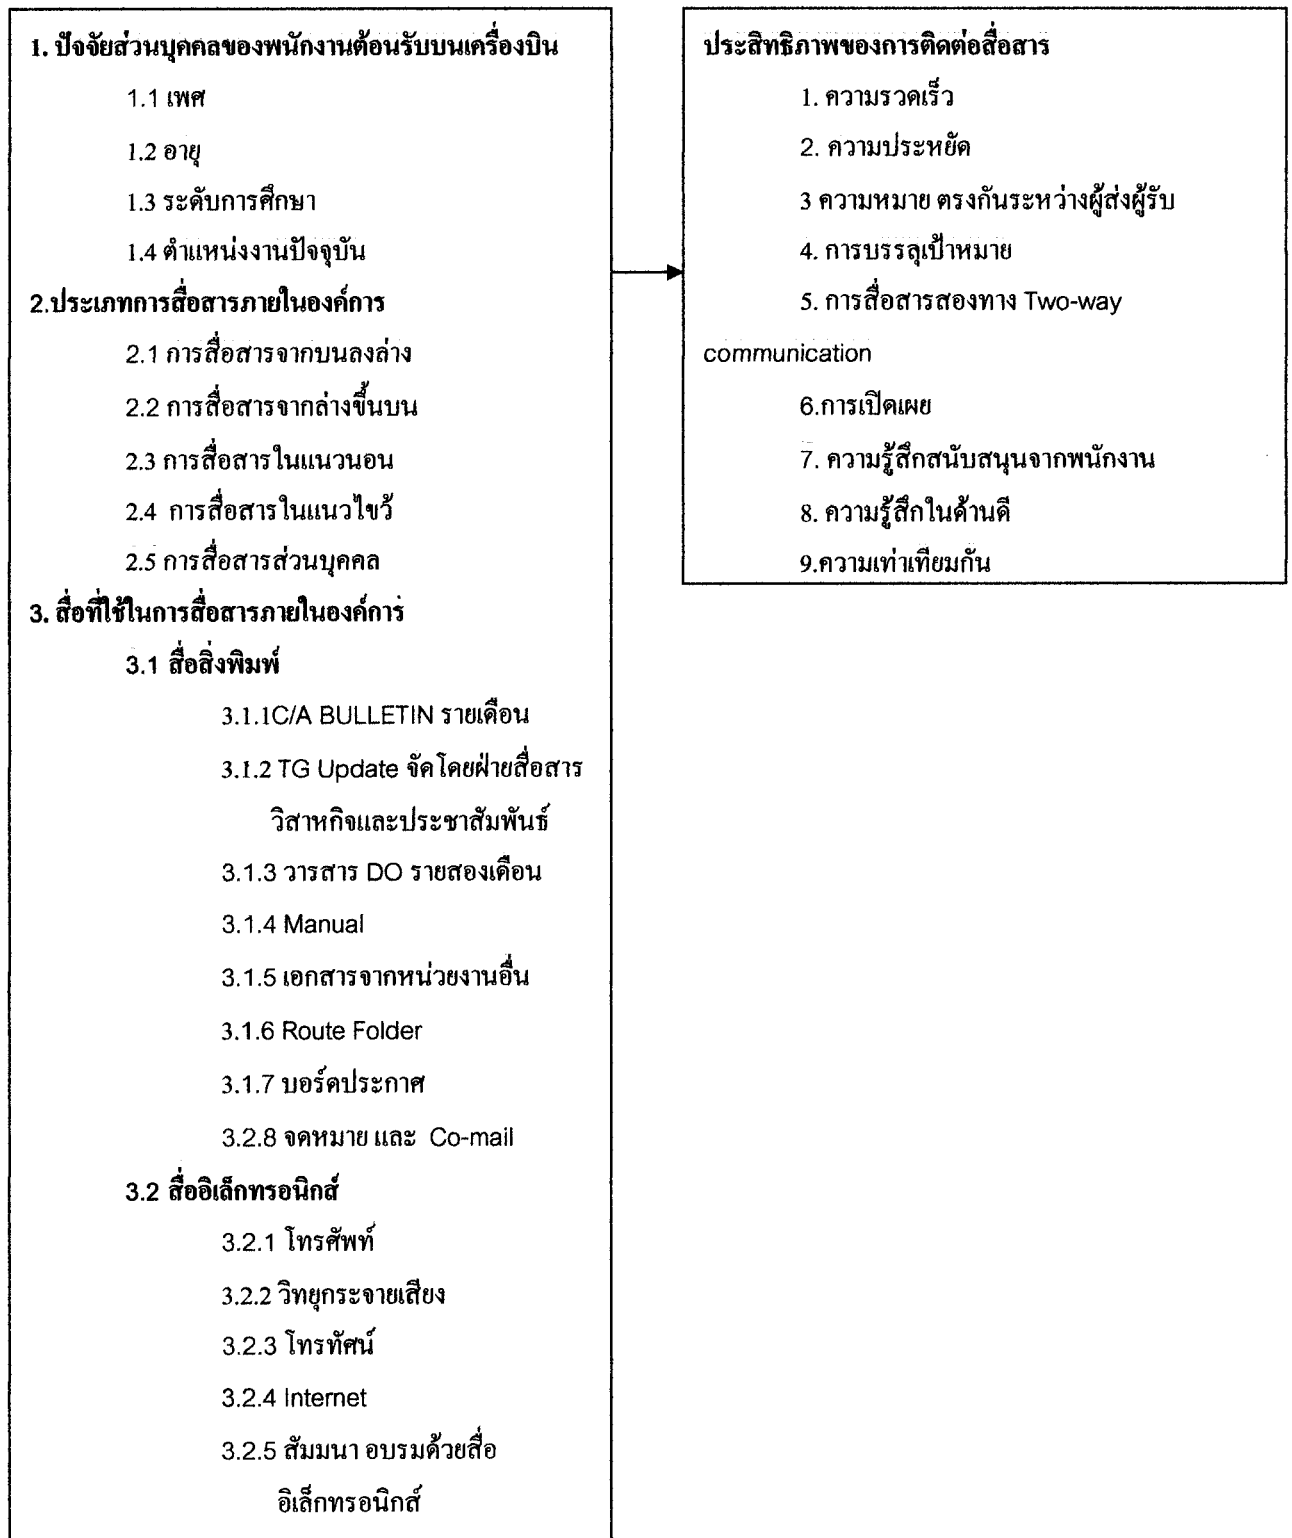 1. ปัจจัยส่วนบุคคลของพนักงานต้อนรับบนเครื่องบิน
1.1 เพศ
1.2 อายุ
1.3 ระดับการศึกษา
1.4 ตำแหน่งงานปัจจุบัน
2.ประเภทการสื่อสารภายในองค์การ
2.1 การสื่อสารจากบนลงล่าง
2.2 การสื่อสารจากล่างขึ้นบน
2.3 การสื่อสารในแนวนอน
2.4 การสื่อสารในแนวไขว้
2.5 การสื่อสารส่วนบุคคล
3. สื่อที่ใช้ในการสื่อสารภายในองค์การ
3.1 สื่อสิ่งพิมพ์
3.1.1C/A BULLETIN รายเดือน
3.1.2 TG Update จัดโดยฝ่ายสื่อสาร
วิสาหกิจและประชาสัมพันธ์
3.1.3 วารสาร DO รายสองเดือน
3.1.4 Manual
3.1.5 เอกสารจากหน่วยงานอื่น
3.1.6 Route Folder
3.1.7 บอร์ดประกาศ
3.2.8 จดหมาย และ Co-mail
3.2 สื่ออิเล็กทรอนิกส์
3.2.1 โทรศัพท์
3.2.2 วิทยุกระจายเสียง
3.2.3 โทรทัศน์
3.2.4 Internet
3.2.5 สัมมนา อบรมด้วยสื่อ
อิเล็กทรอนิกส์
ประสิทธิภาพของการติดต่อสื่อสาร
1. ความรวดเร็ว
2. ความประหยัด
3 ความหมาย ตรงกันระหว่างผู้ส่งผู้รับ
4. การบรรลุเป้าหมาย
5. การสื่อสารสองทาง Two-way
communication
6.การเปิดเผย
7. ความรู้สึกสนับสนุนจากพนักงาน
8. ความรู้สึกในด้านดี
9.ความเท่าเทียมกัน